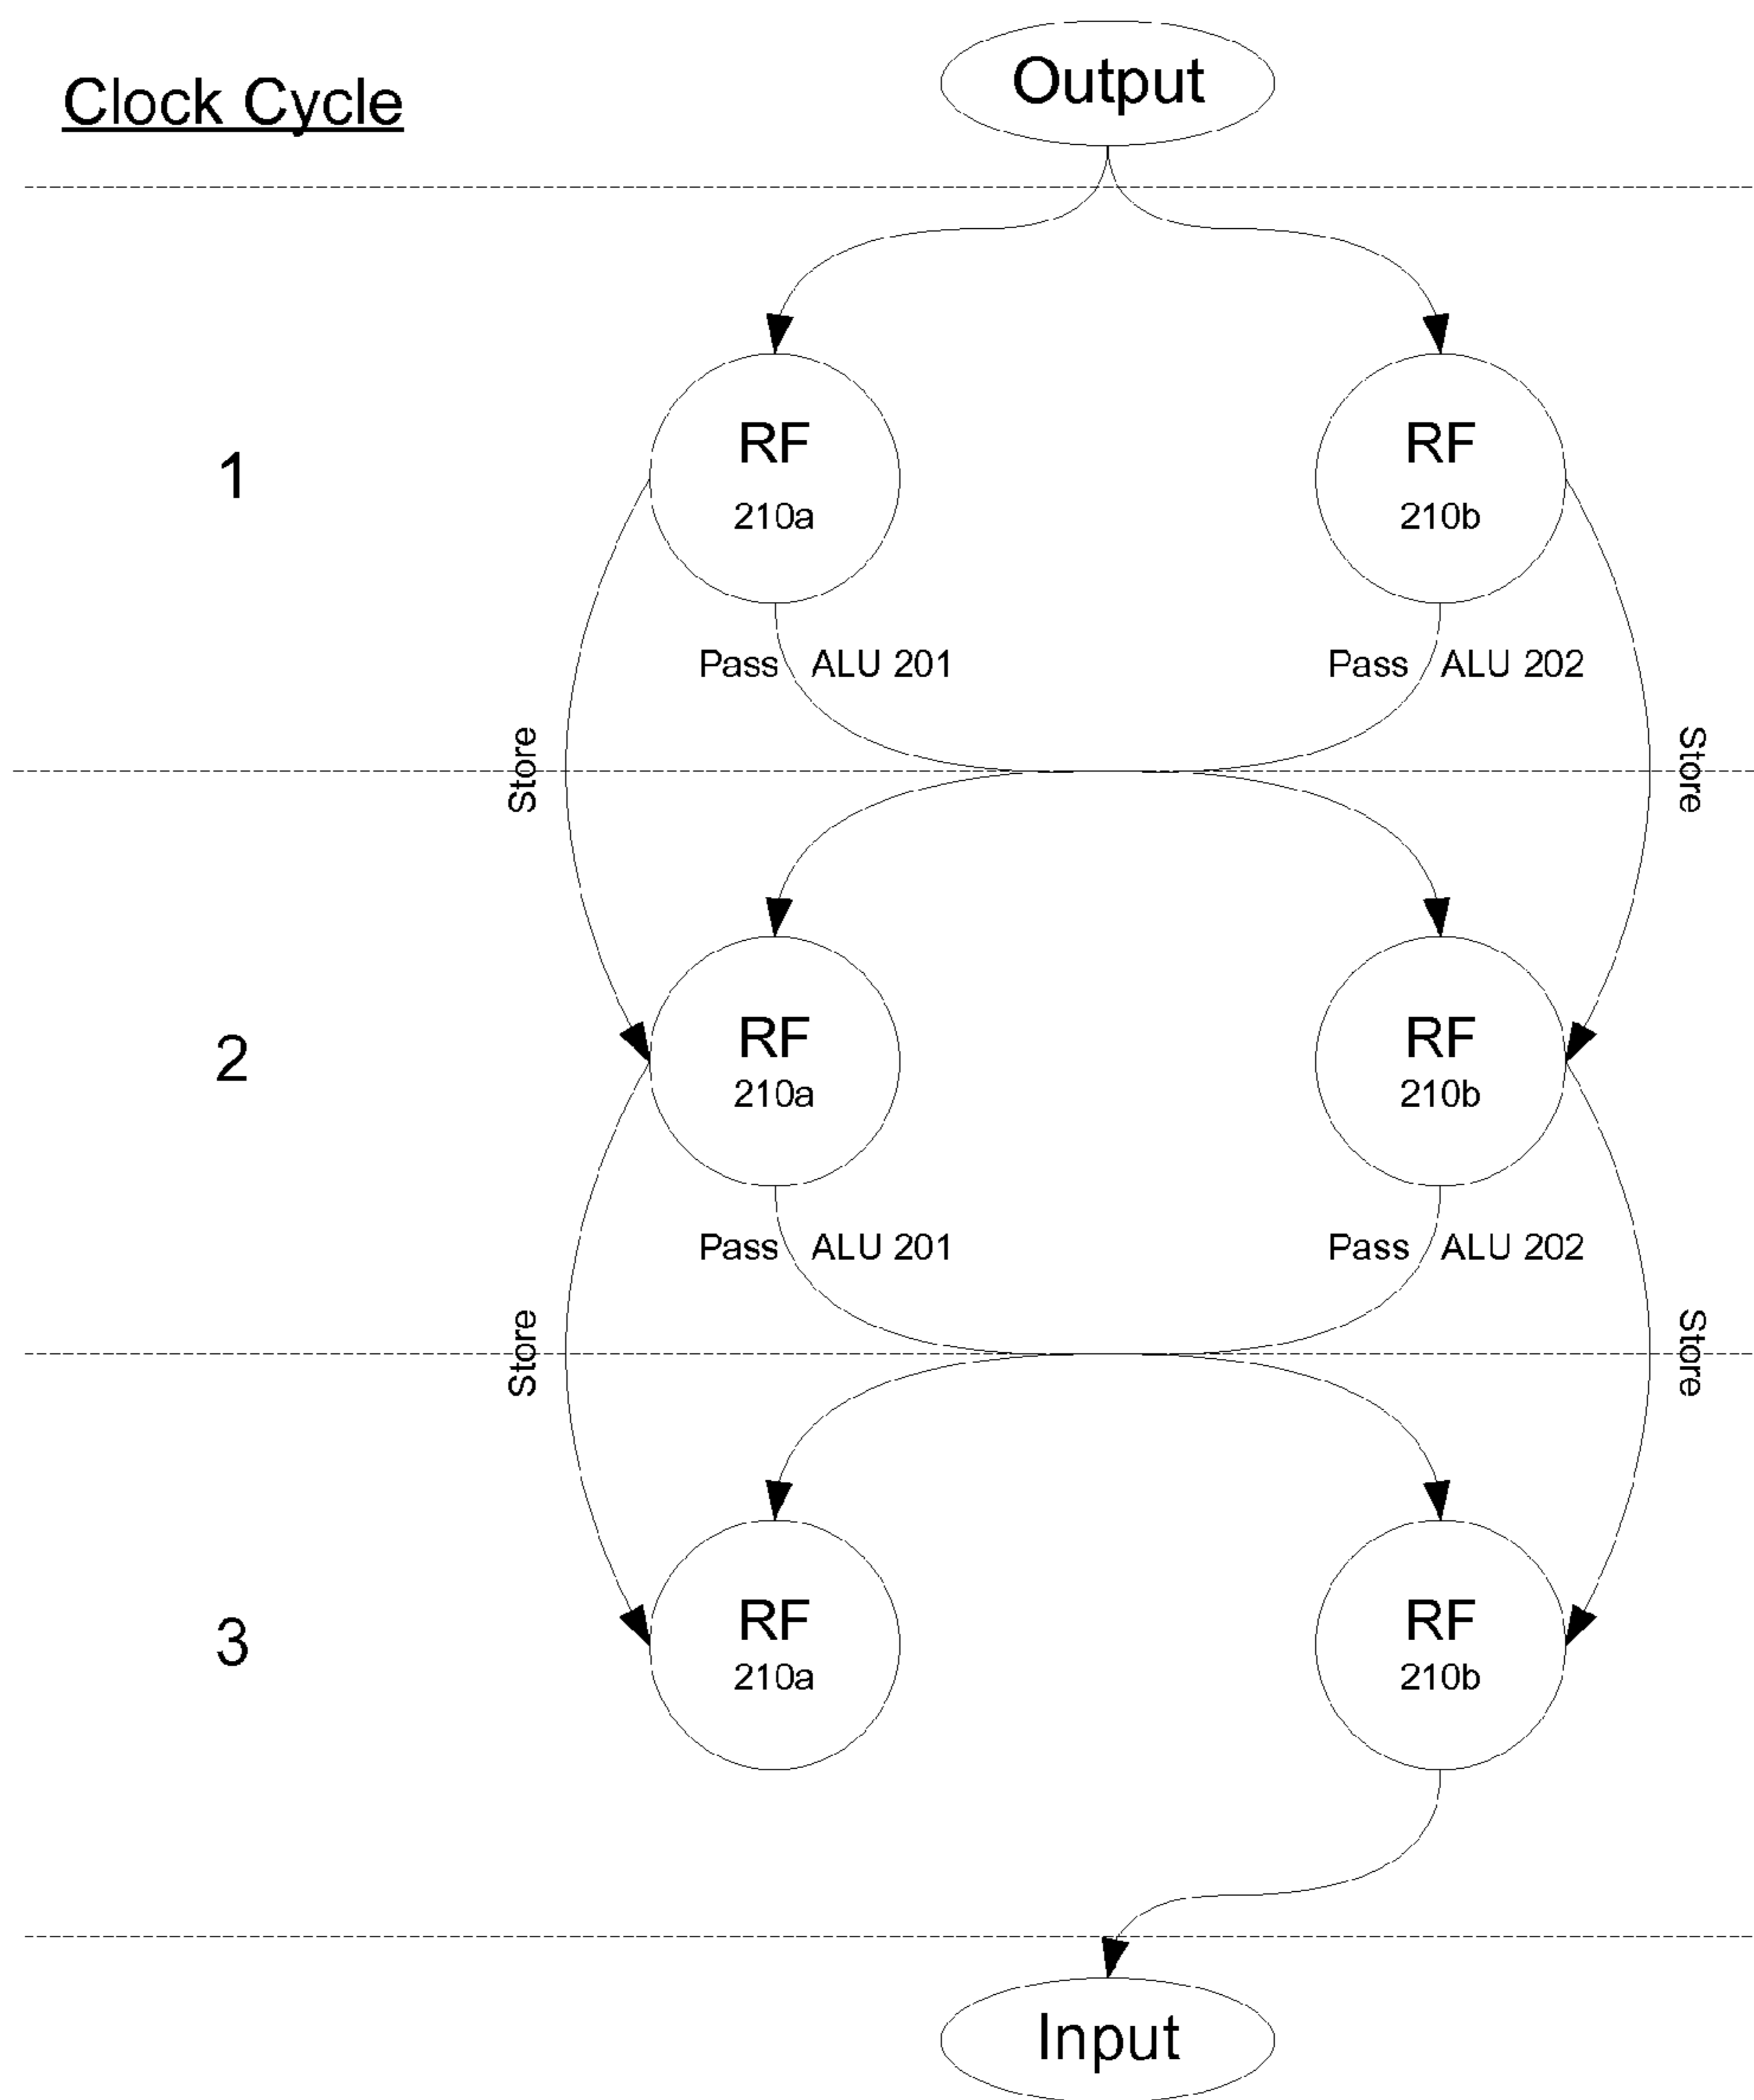 Output
Clock Cycle
RF
210a
RF
210b
1
Pass ALU 201
Pass ALU 202
Store
Store
RF
210a
RF
210b
2
Pass ALU 201
Pass ALU 202
Store
Store
RF
210a
RF
210b
3
Input